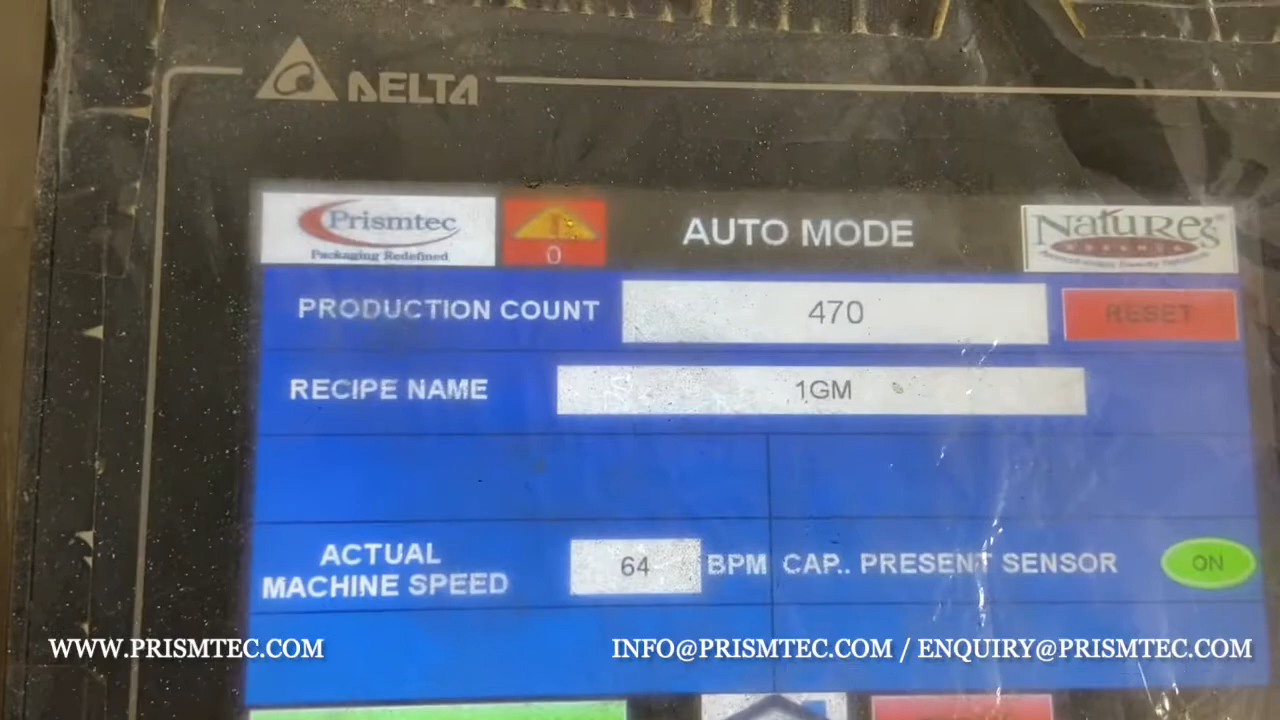 DELTA
Prismtec
Packaging Redefined
0
AUTO MODE
Nature's
PRODUCTION COUNT
470
RESET
RECIPE NAME
1GM
ACTUAL
MACHINE SPEED
64
BPM
CAP.. PRESENT SENSOR
ON
WWW.PRISMTEC.COM
INFO@PRISMTEC.COM / ENQUIRY@PRISMTEC.COM